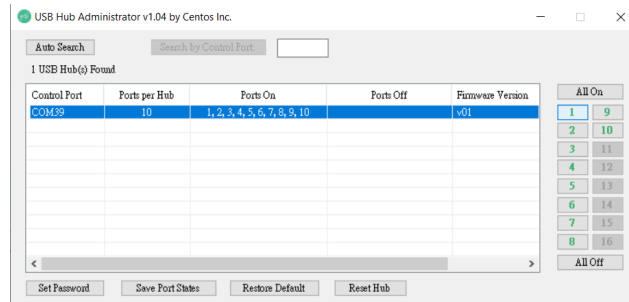 USB Hub Administrator v1.04 by Centos Inc.
Auto Search Search by Control Port:
1 USB Hub(s) Found
Control Port Ports per Hub Ports On Ports Off Firmware Version
COM39 10 1, 2, 3, 4, 5, 6, 7, 8, 9, 10 v01
All On
1 9
2 10
3 11
4 12
5 13
6 14
7 15
8 16
All Off
Set Password Save Port States Restore Default Reset Hub